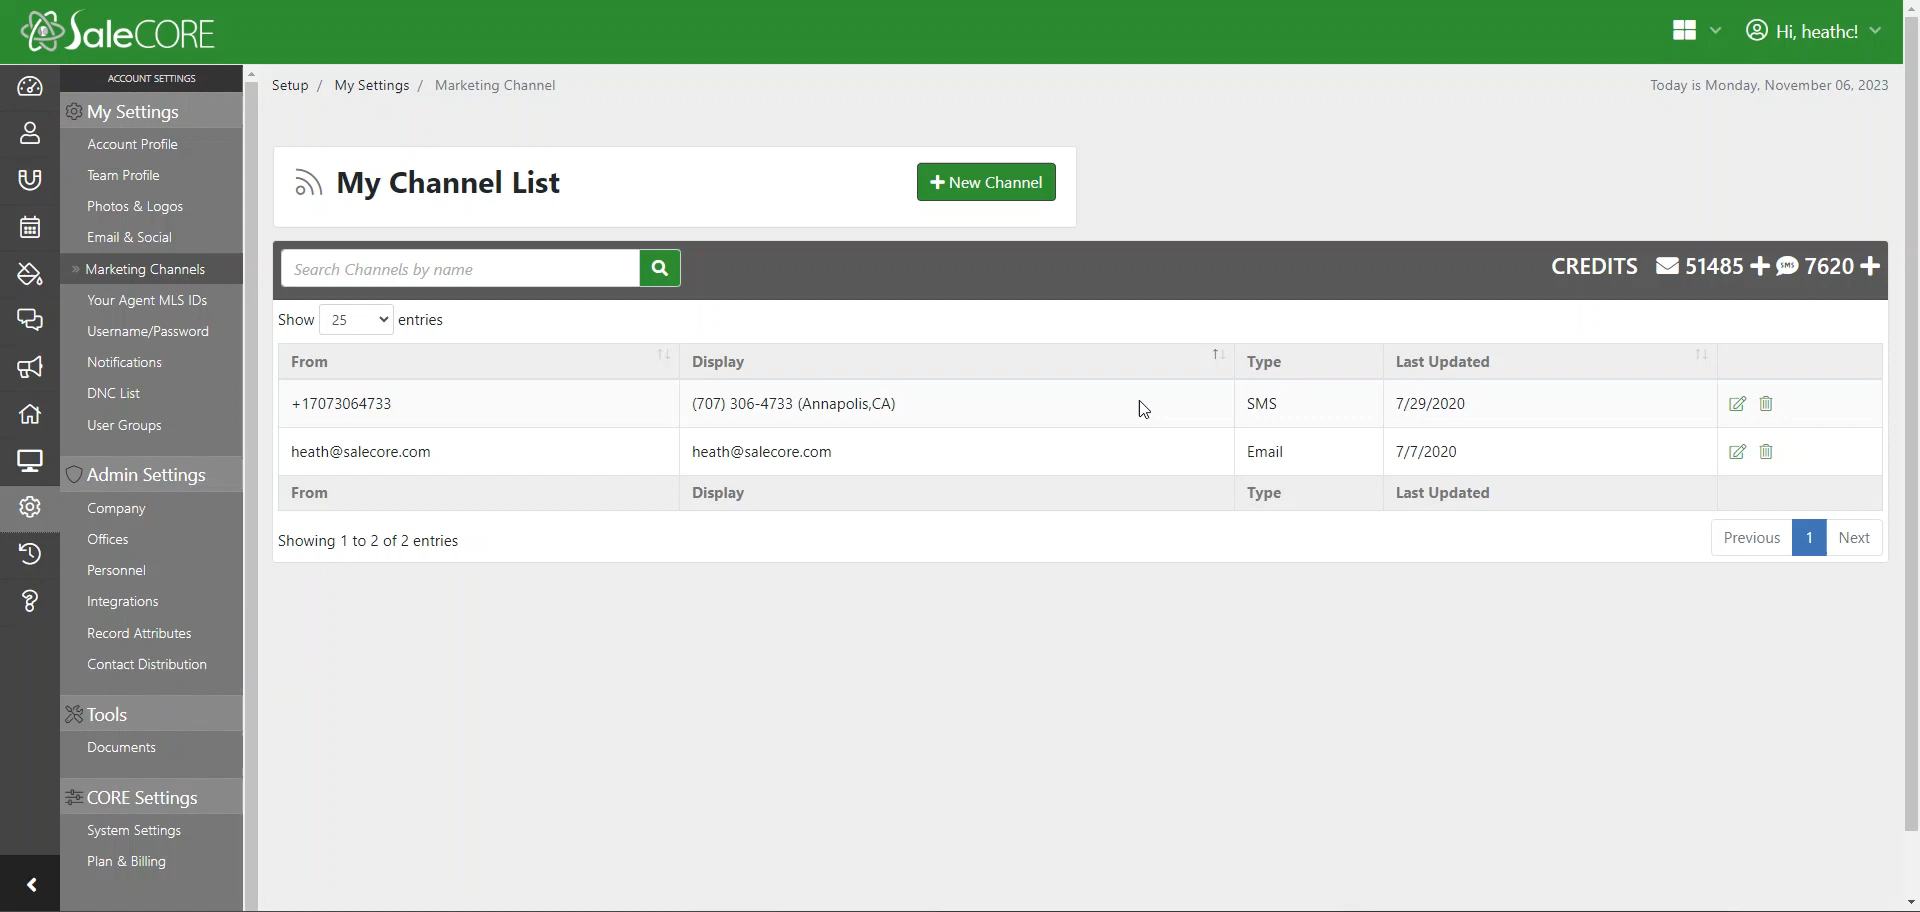 SaleCORE
Hi, heathc!
ACCOUNT SETTINGS
My Settings
Account Profile
Team Profile
Photos & Logos
Email & Social
» Marketing Channels
Your Agent MLS IDs
Username/Password
Notifications
DNC List
User Groups
Admin Settings
Company
Offices
Personnel
Integrations
Record Attributes
Contact Distribution
Tools
Documents
CORE Settings
System Settings
Plan & Billing
Setup / My Settings / Marketing Channel
Today is Monday, November 06, 2023
My Channel List
+ New Channel
Search Channels by name
CREDITS 51485 + SMS 7620 +
Show 25 entries
From Display Type Last Updated
+17073064733 (707) 306-4733 (Annapolis,CA) SMS 7/29/2020
heath@salecore.com heath@salecore.com Email 7/7/2020
From Display Type Last Updated
Showing 1 to 2 of 2 entries
Previous 1 Next